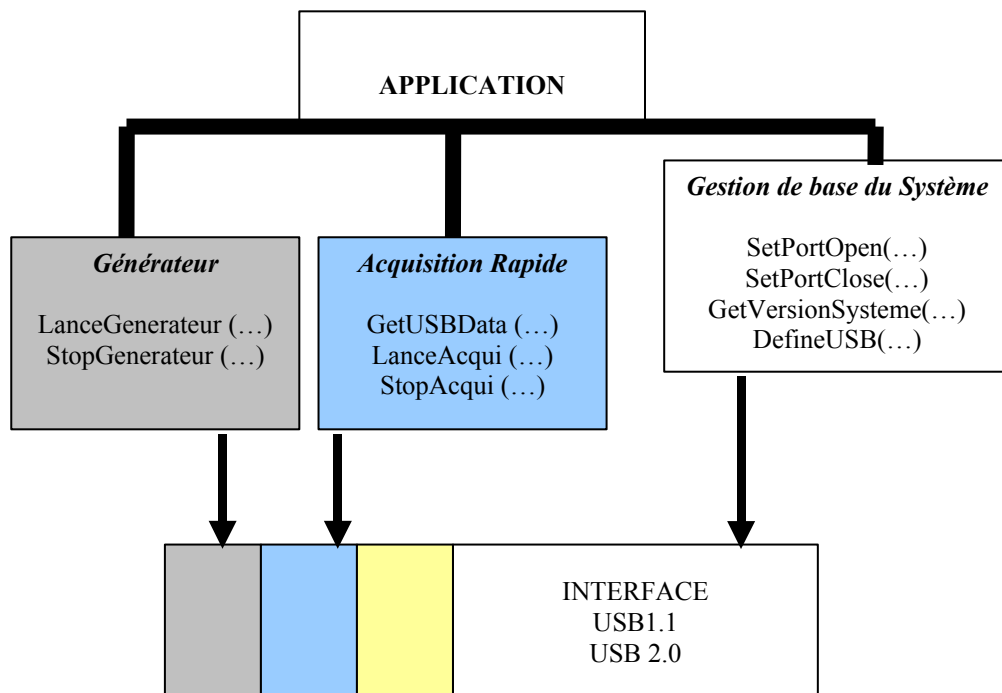 APPLICATION
Gestion de base du Système
SetPortOpen(…)
SetPortClose(…)
GetVersionSysteme(…)
DefineUSB(…)
Générateur
LanceGenerateur (…)
StopGenerateur (…)
Acquisition Rapide
GetUSBData (…)
LanceAcqui (…)
StopAcqui (…)
INTERFACE
USB1.1
USB 2.0